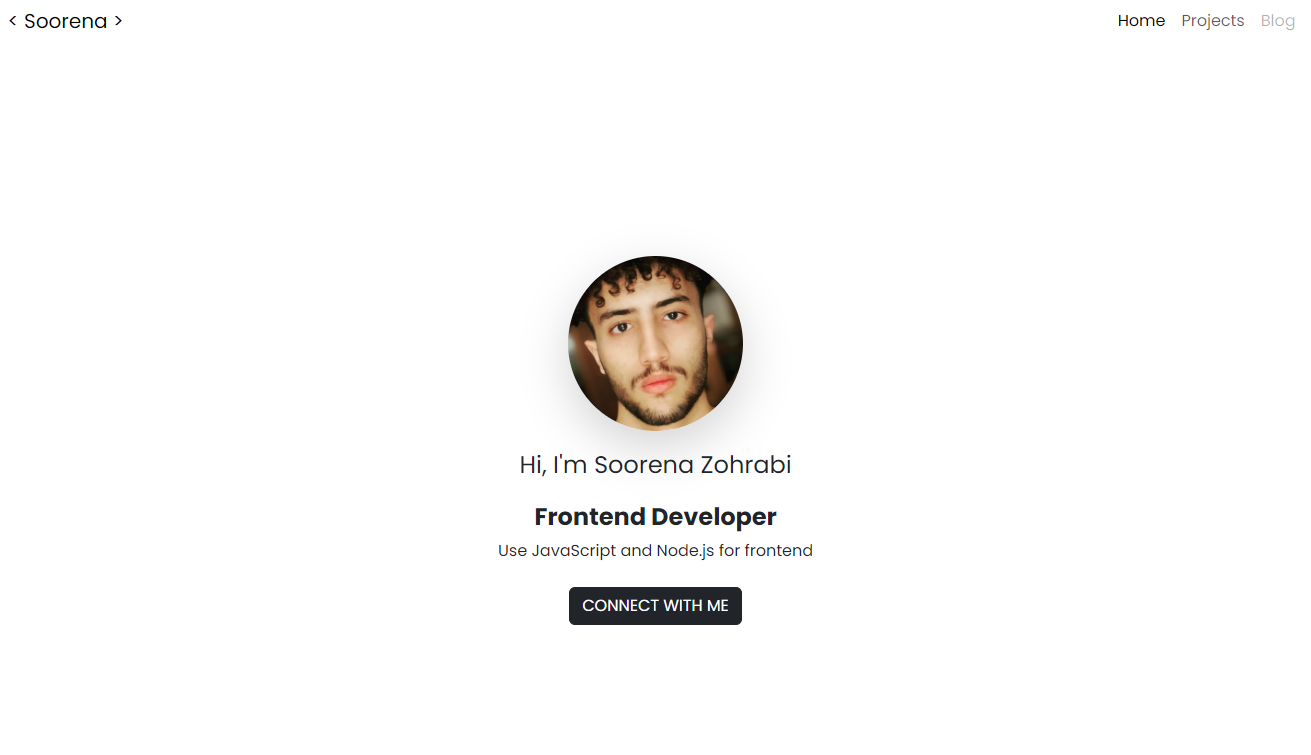 < Soorena >
Home Projects Blog
Hi, I'm Soorena Zohrabi
Frontend Developer
Use JavaScript and Node.js for frontend
CONNECT WITH ME